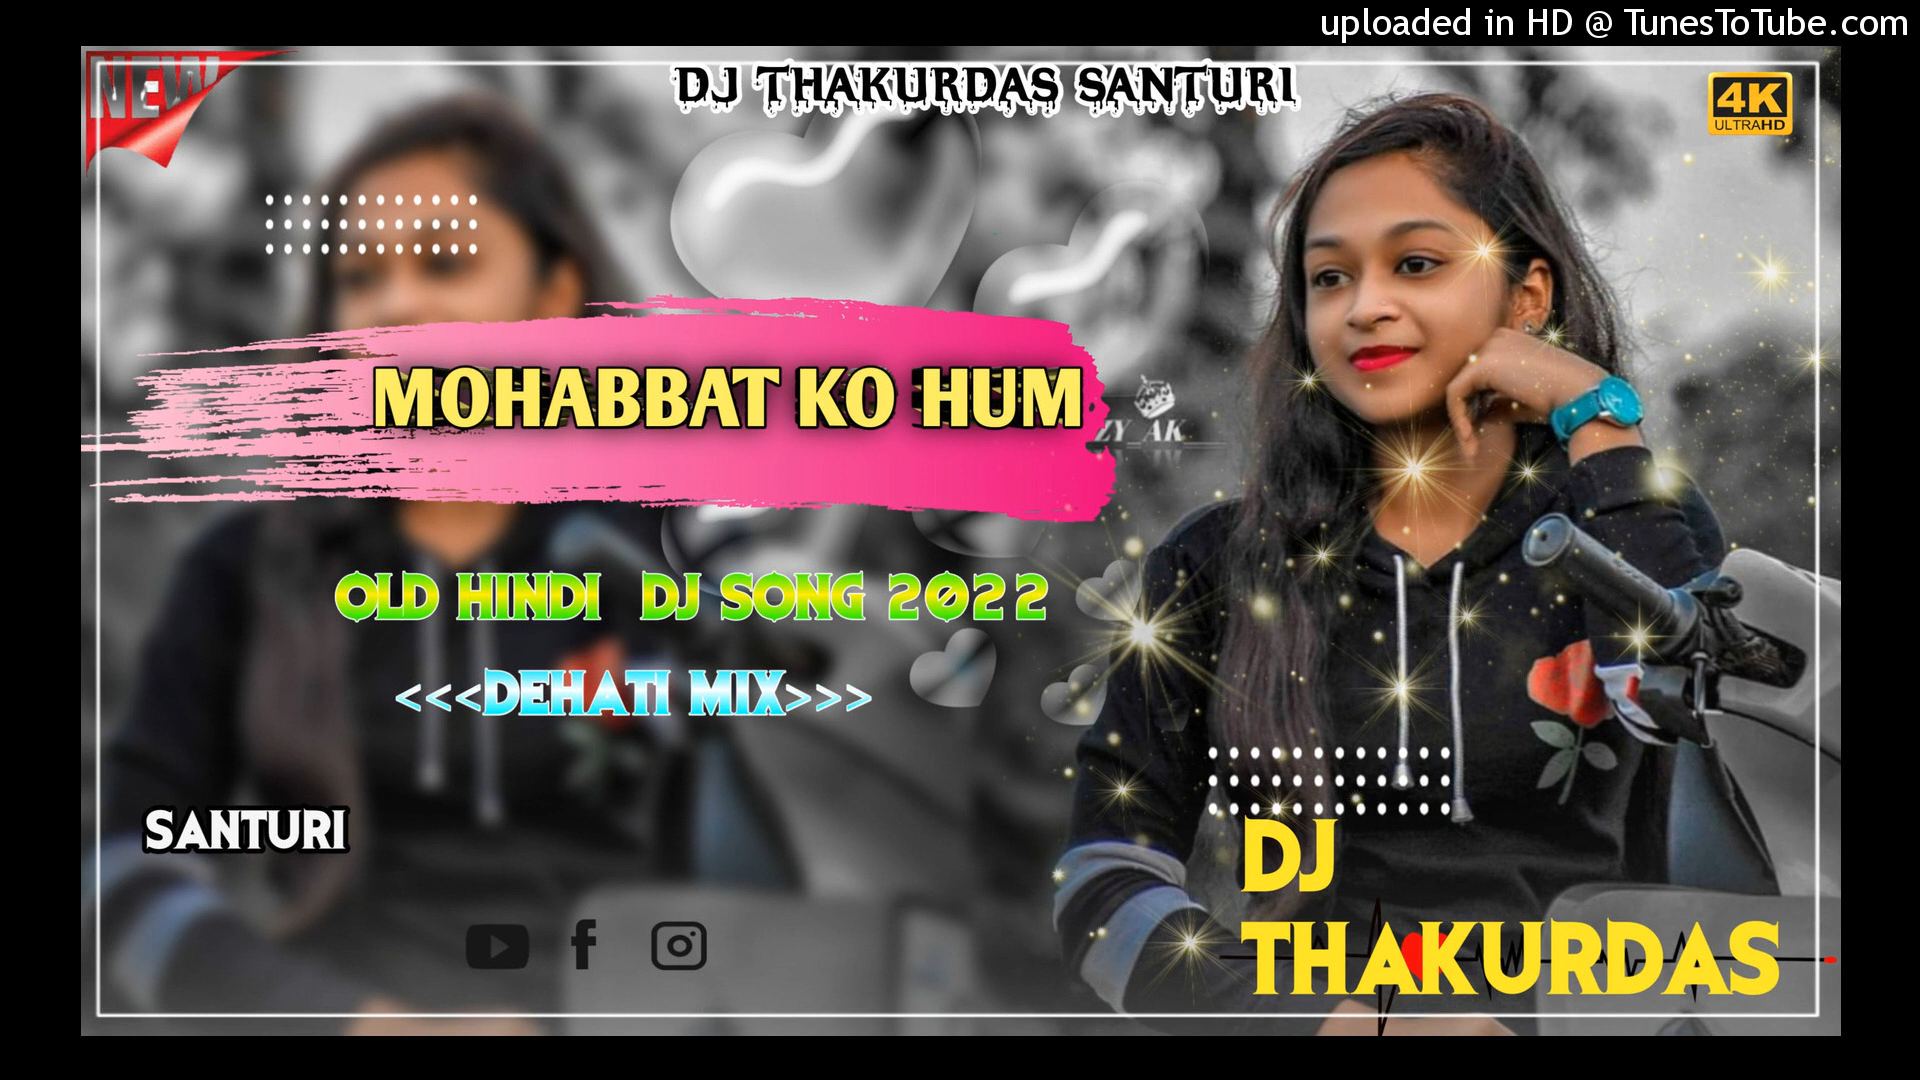 uploaded in HD @ TunesToTube.com
NEW
DJ THAKURDAS SANTURI
4K
ULTRAHD
MOHABBAT KO HUM
ZY_AK
OLD HINDI DJ SONG 2022
<<<DEHATI MIX>>>
SANTURI
DJ
THAKURDAS